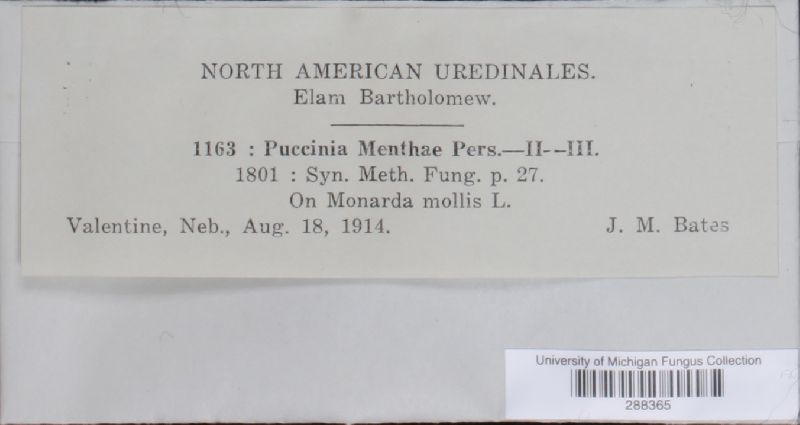 NORTH AMERICAN UREDINALES.
Elam Bartholomew.
1163 : Puccinia Menthae Pers.—II--III.
1801 : Syn. Meth. Fung. p. 27.
On Monarda mollis L.
Valentine, Neb., Aug. 18, 1914. J. M. Bates
University of Michigan Fungus Collection
288365